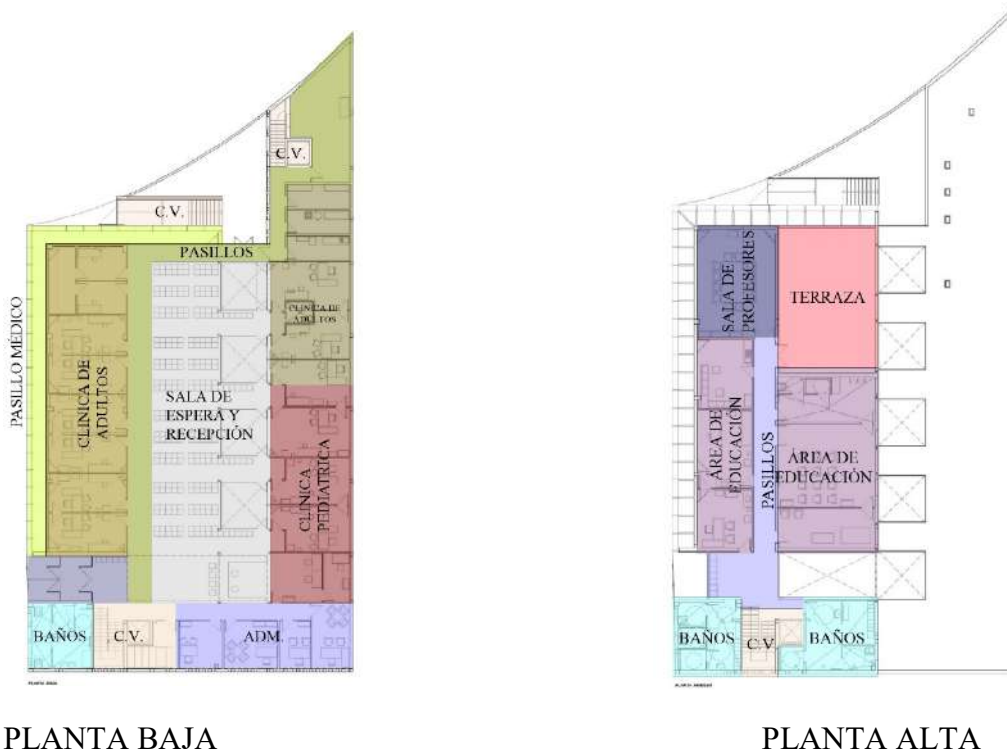 C.V.
C.V.
PASILLOS
PASILLO MÉDICO
CLINICA DE
ADULTOS
CLINICA DE
ADULTOS
SALA DE
ESPERA Y
RECEPCIÓN
CLINICA
PEDIATRICA
BAÑOS
C.V.
ADM.
PLANTA BAJA
SALA DE
PROFESORES
TERRAZA
ÁREA DE
EDUCACIÓN
PASILLOS
ÁREA DE
EDUCACIÓN
BAÑOS
C.V.
BAÑOS
PLANTA ALTA